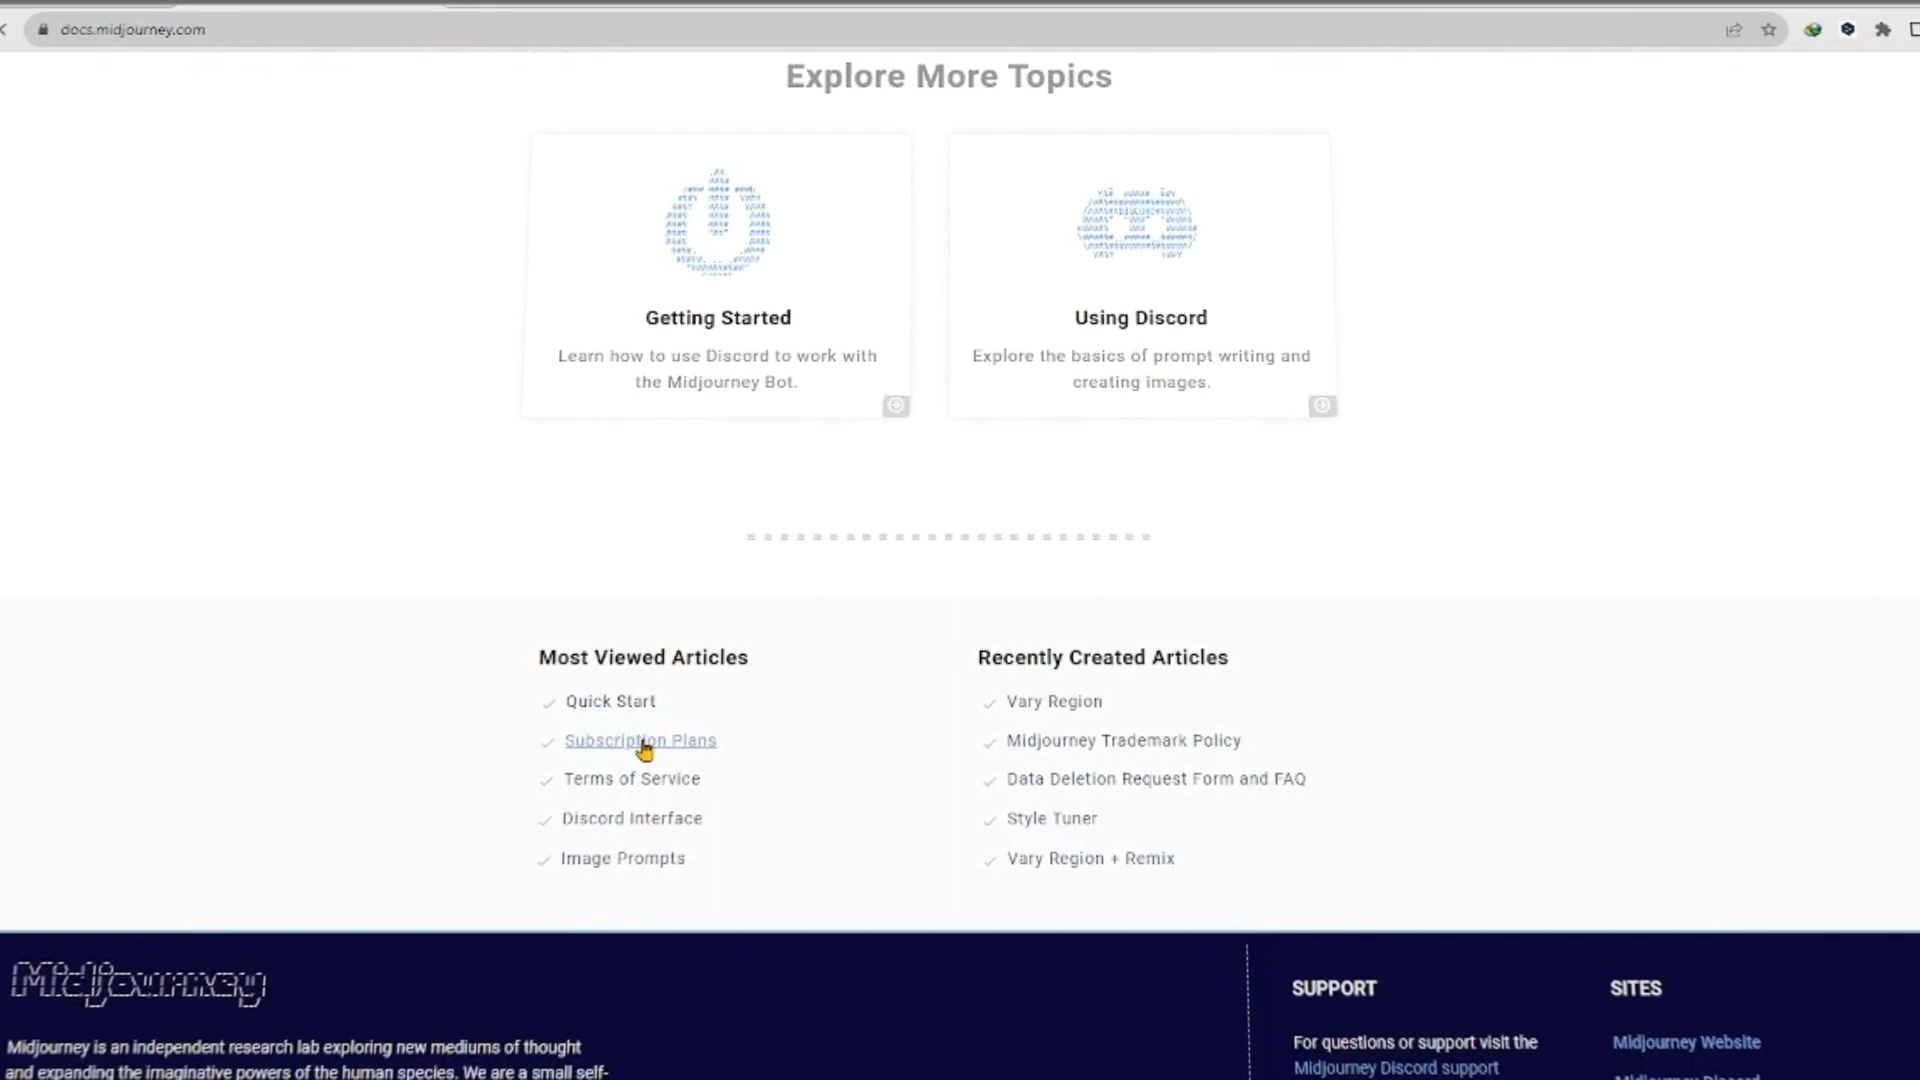 docs.midjourney.com
Explore More Topics
Getting Started
Learn how to use Discord to work with
the Midjourney Bot.
Using Discord
Explore the basics of prompt writing and
creating images.
Most Viewed Articles
Quick Start
Subscription Plans
Terms of Service
Discord Interface
Image Prompts
Recently Created Articles
Vary Region
Midjourney Trademark Policy
Data Deletion Request Form and FAQ
Style Tuner
Vary Region + Remix
Midjourney
Midjourney is an independent research lab exploring new mediums of thought
and expanding the imaginative powers of the human species. We are a small self-
SUPPORT
For questions or support visit the
Midjourney Discord support
SITES
Midjourney Website
Midjourney Discord